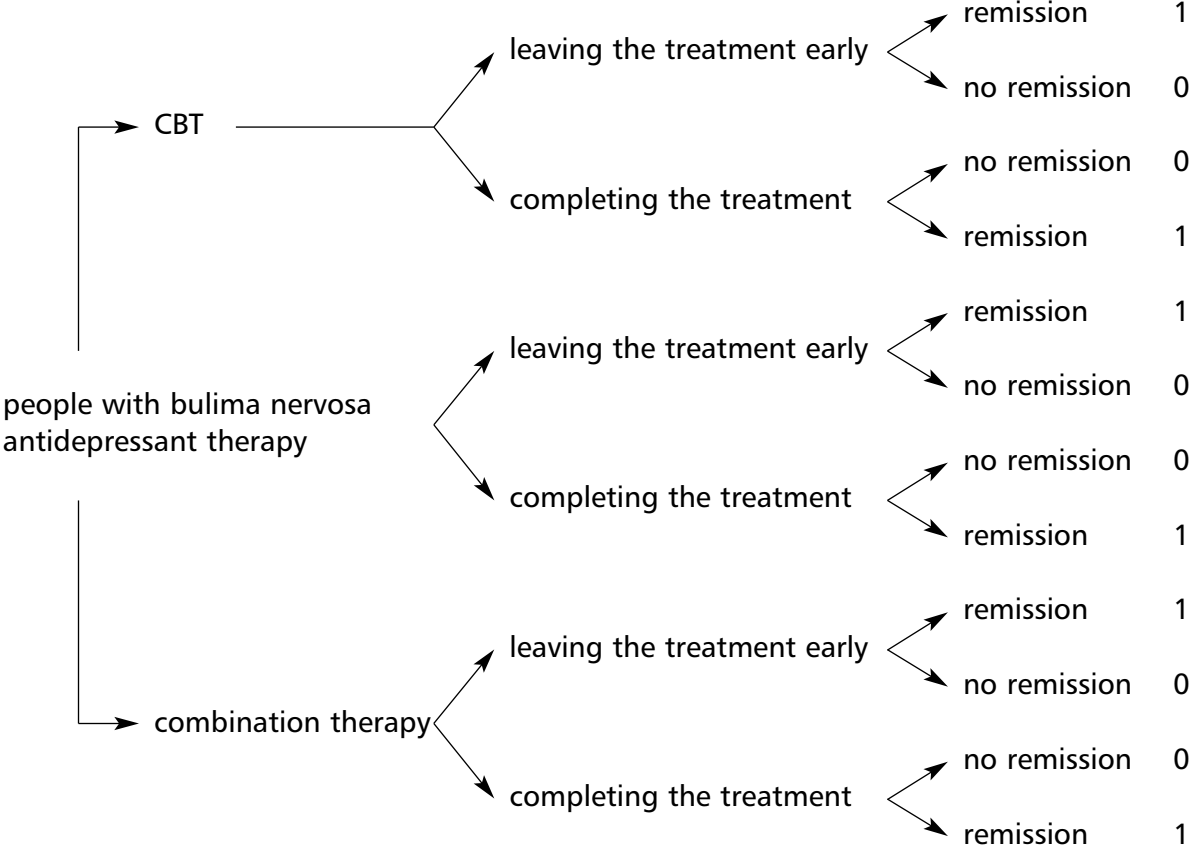 remission 1
leaving the treatment early
no remission 0
CBT
no remission 0
completing the treatment
remission 1
remission 1
leaving the treatment early
no remission 0
people with bulima nervosa
antidepressant therapy
no remission 0
completing the treatment
remission 1
remission 1
leaving the treatment early
no remission 0
combination therapy
no remission 0
completing the treatment
remission 1